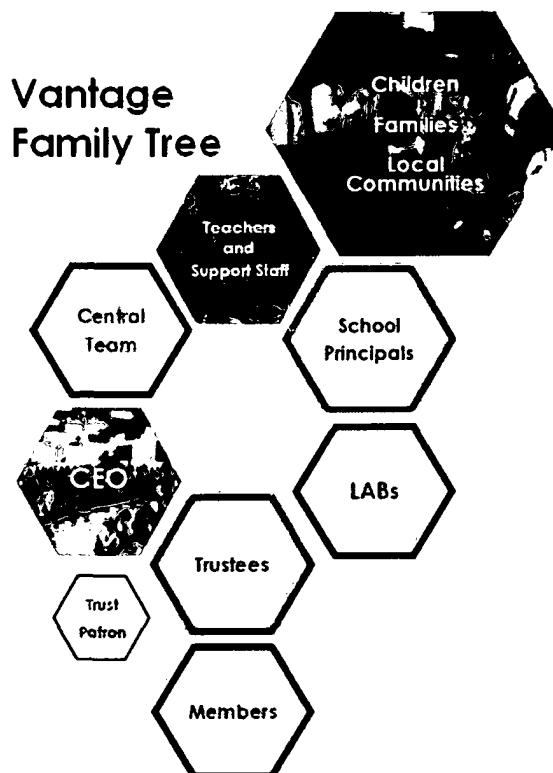 Vantage
Family Tree
Children
Families
Local
Communities
Teachers
and
Support Staff
Central
Team
School
Principals
CEO
LABs
Trustees
Trust
Patron
Members